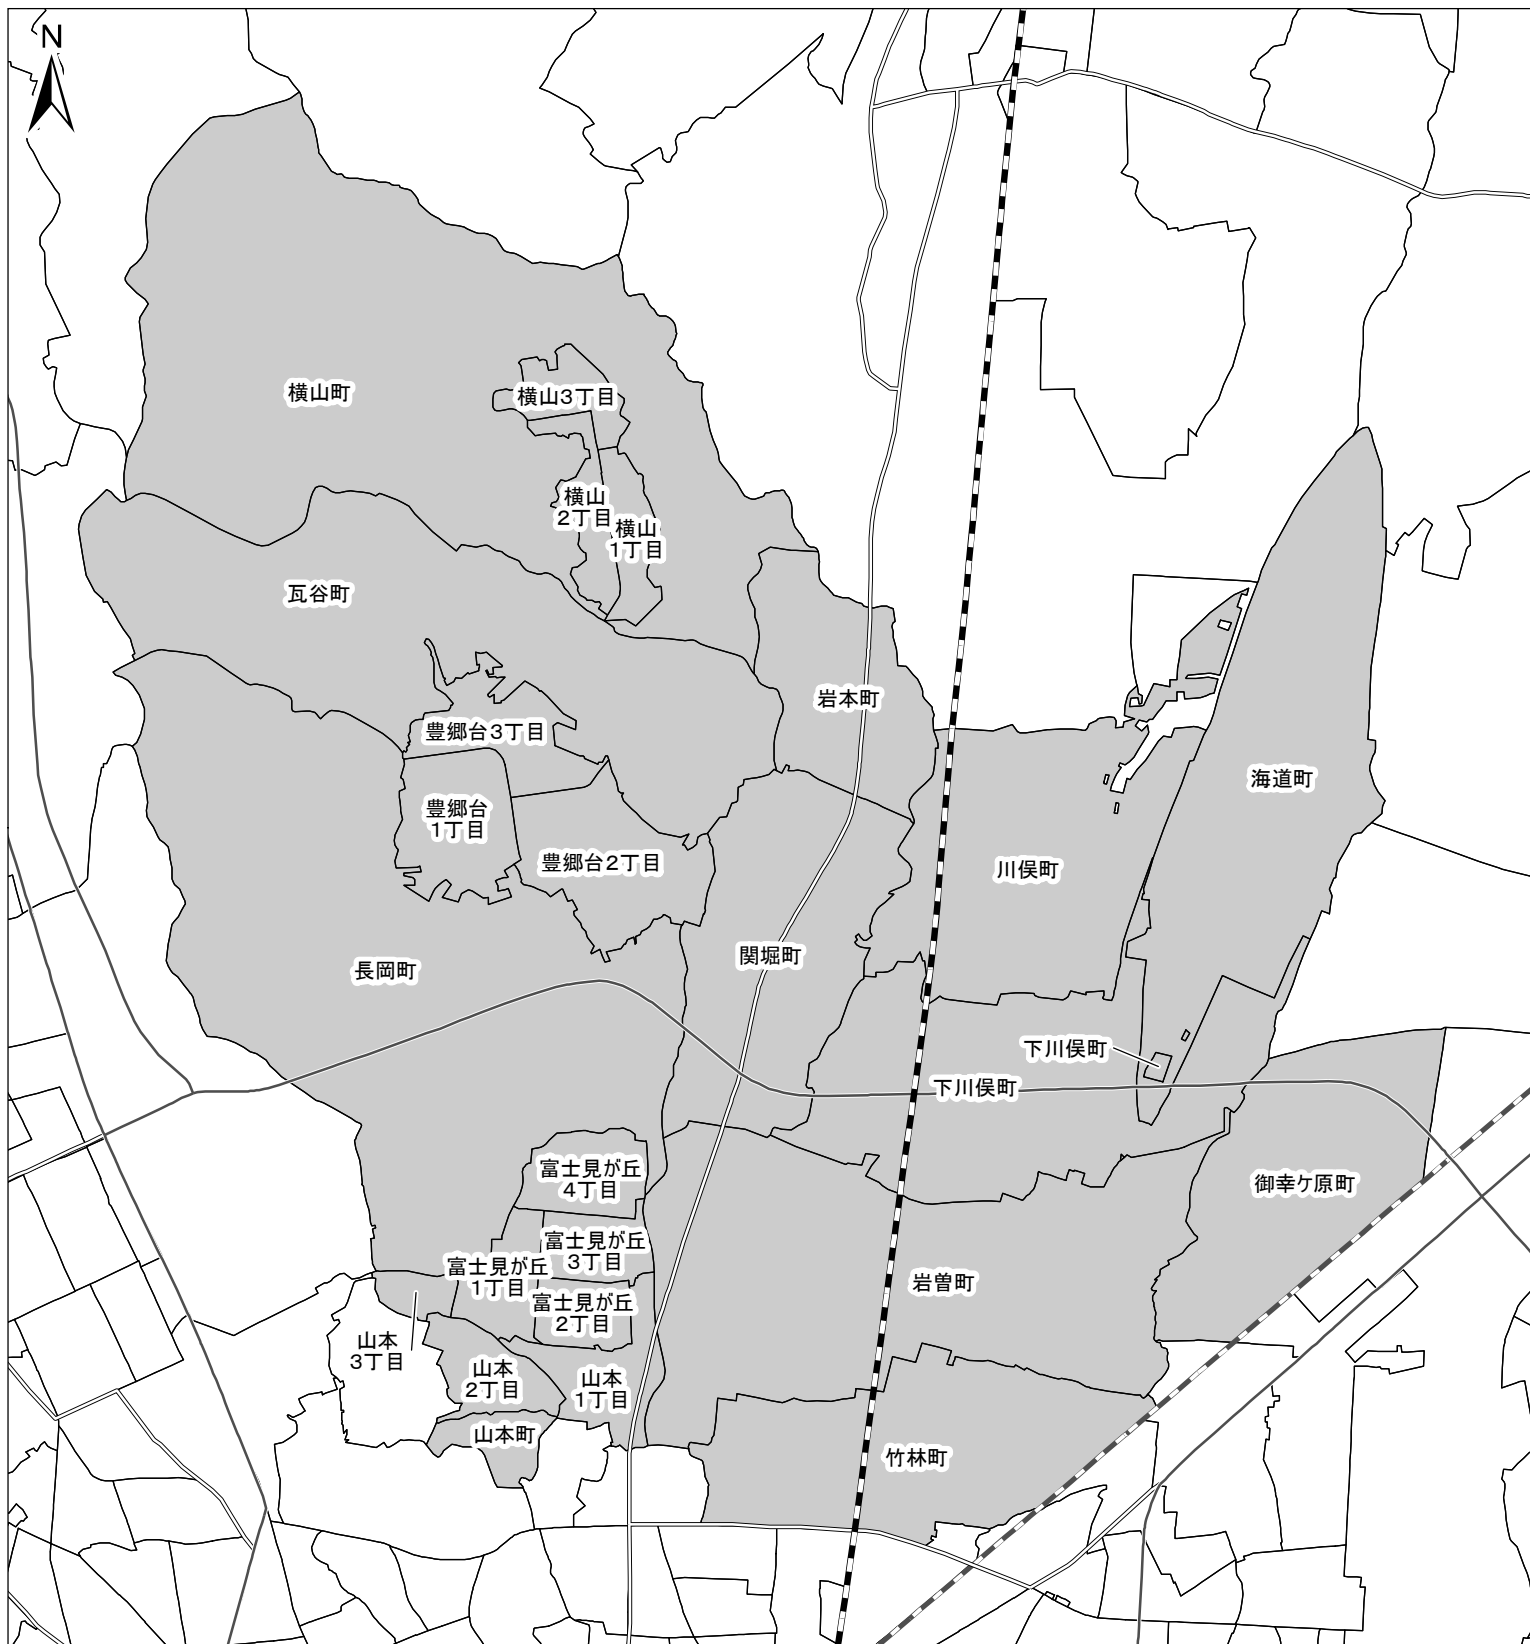 N
横山町
横山3丁目
横山
2丁目
横山
1丁目
瓦谷町
岩本町
豊郷台3丁目
海道町
豊郷台
1丁目
豊郷台2丁目
川俣町
関堀町
長岡町
下川俣町
下川俣町
富士見が丘
4丁目
御幸ケ原町
富士見が丘
3丁目
富士見が丘
1丁目
岩曽町
富士見が丘
2丁目
山本
3丁目
山本
2丁目
山本
1丁目
山本町
竹林町